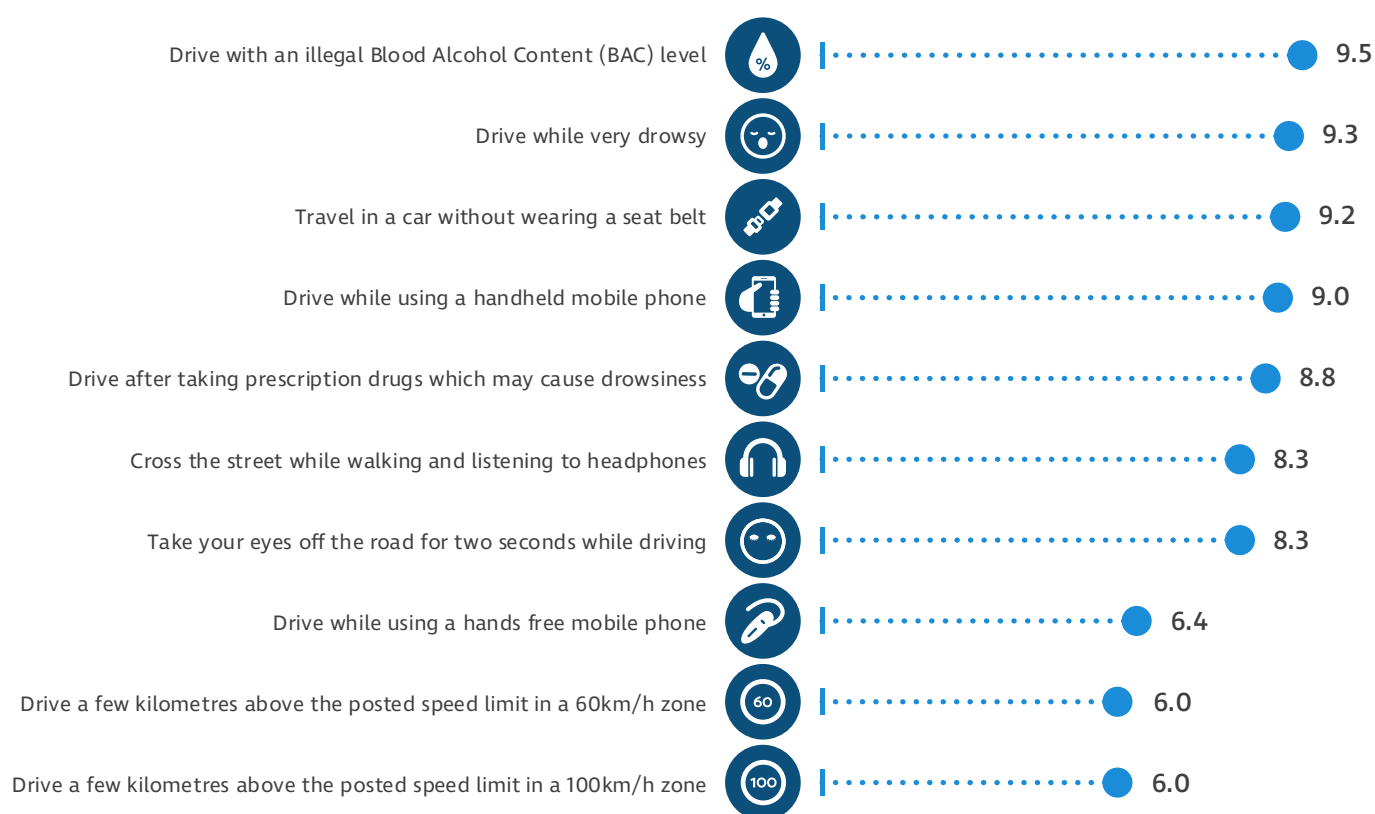 Drive with an illegal Blood Alcohol Content (BAC) level % 9.5
Drive while very drowsy 9.3
Travel in a car without wearing a seat belt 9.2
Drive while using a handheld mobile phone 9.0
Drive after taking prescription drugs which may cause drowsiness 8.8
Cross the street while walking and listening to headphones 8.3
Take your eyes off the road for two seconds while driving 8.3
Drive while using a hands free mobile phone 6.4
Drive a few kilometres above the posted speed limit in a 60km/h zone 60 6.0
Drive a few kilometres above the posted speed limit in a 100km/h zone 100 6.0